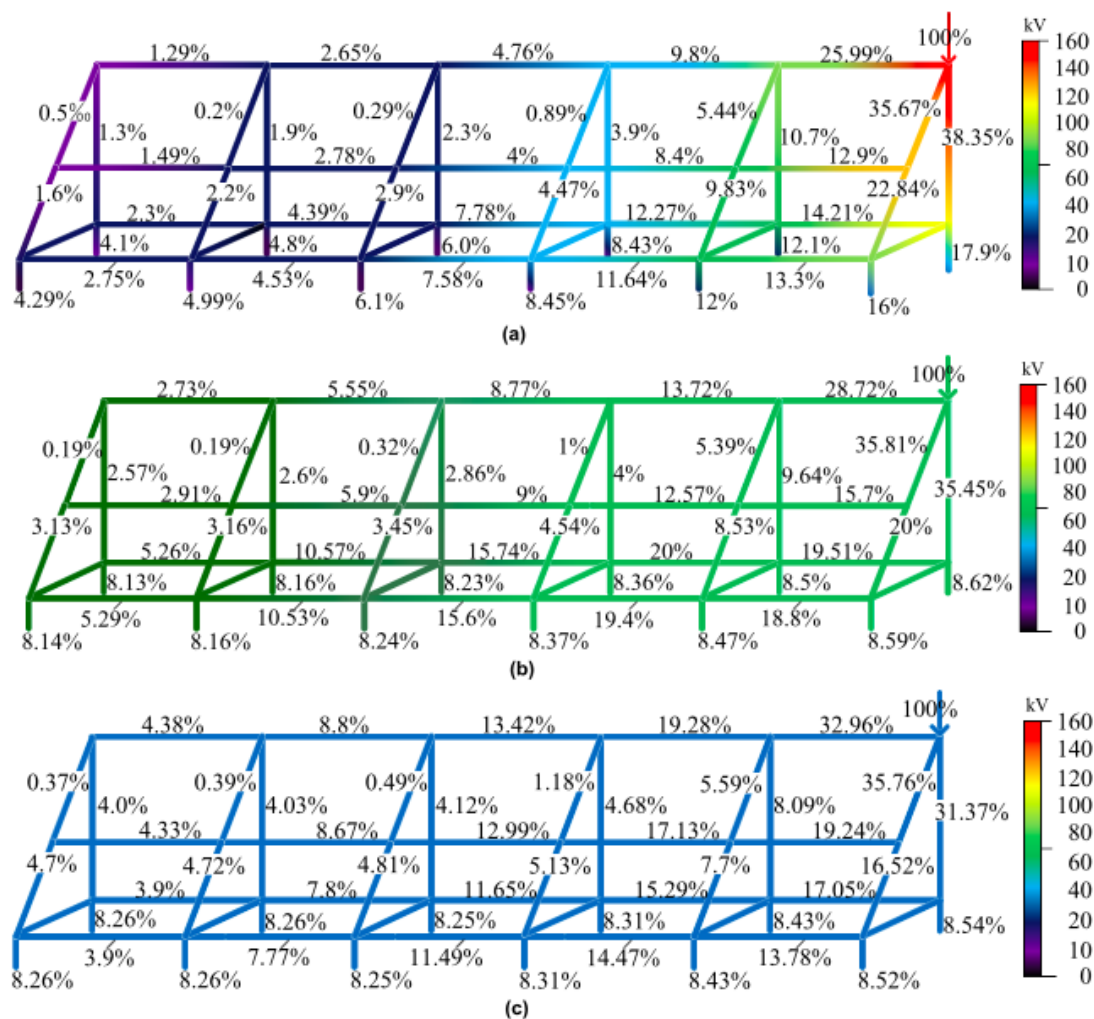 100% kV
1.29% 2.65% 4.76% 9.8% 25.99% 160
140
0.5‰ 0.2% 0.29% 0.89% 5.44% 35.67% 120
1.3% 1.9% 2.3% 3.9% 10.7% 38.35% 100
1.49% 2.78% 4% 8.4% 12.9% 80
1.6% 2.2% 2.9% 4.47% 9.83% 22.84% 60
2.3% 4.39% 7.78% 12.27% 14.21% 40
4.1% 4.8% 6.0% 8.43% 12.1% 17.9% 20
2.75% 4.53% 7.58% 11.64% 13.3% 10
4.29% 4.99% 6.1% 8.45% 12% 16% 0
(a)
100% kV
2.73% 5.55% 8.77% 13.72% 28.72% 160
140
0.19% 0.19% 0.32% 1% 5.39% 35.81% 120
2.57% 2.6% 2.86% 4% 9.64% 35.45% 100
2.91% 5.9% 9% 12.57% 15.7% 80
3.13% 3.16% 3.45% 4.54% 8.53% 20% 60
5.26% 10.57% 15.74% 20% 19.51% 40
8.13% 8.16% 8.23% 8.36% 8.5% 8.62% 20
5.29% 10.53% 15.6% 19.4% 18.8% 10
8.14% 8.16% 8.24% 8.37% 8.47% 8.59% 0
(b)
100% kV
4.38% 8.8% 13.42% 19.28% 32.96% 160
140
0.37% 0.39% 0.49% 1.18% 5.59% 35.76% 120
4.0% 4.03% 4.12% 4.68% 8.09% 31.37% 100
4.33% 8.67% 12.99% 17.13% 19.24% 80
4.7% 4.72% 4.81% 5.13% 7.7% 16.52% 60
3.9% 7.8% 11.65% 15.29% 17.05% 40
8.26% 8.26% 8.25% 8.31% 8.43% 8.54% 20
3.9% 7.77% 11.49% 14.47% 13.78% 10
8.26% 8.26% 8.25% 8.31% 8.43% 8.52% 0
(c)